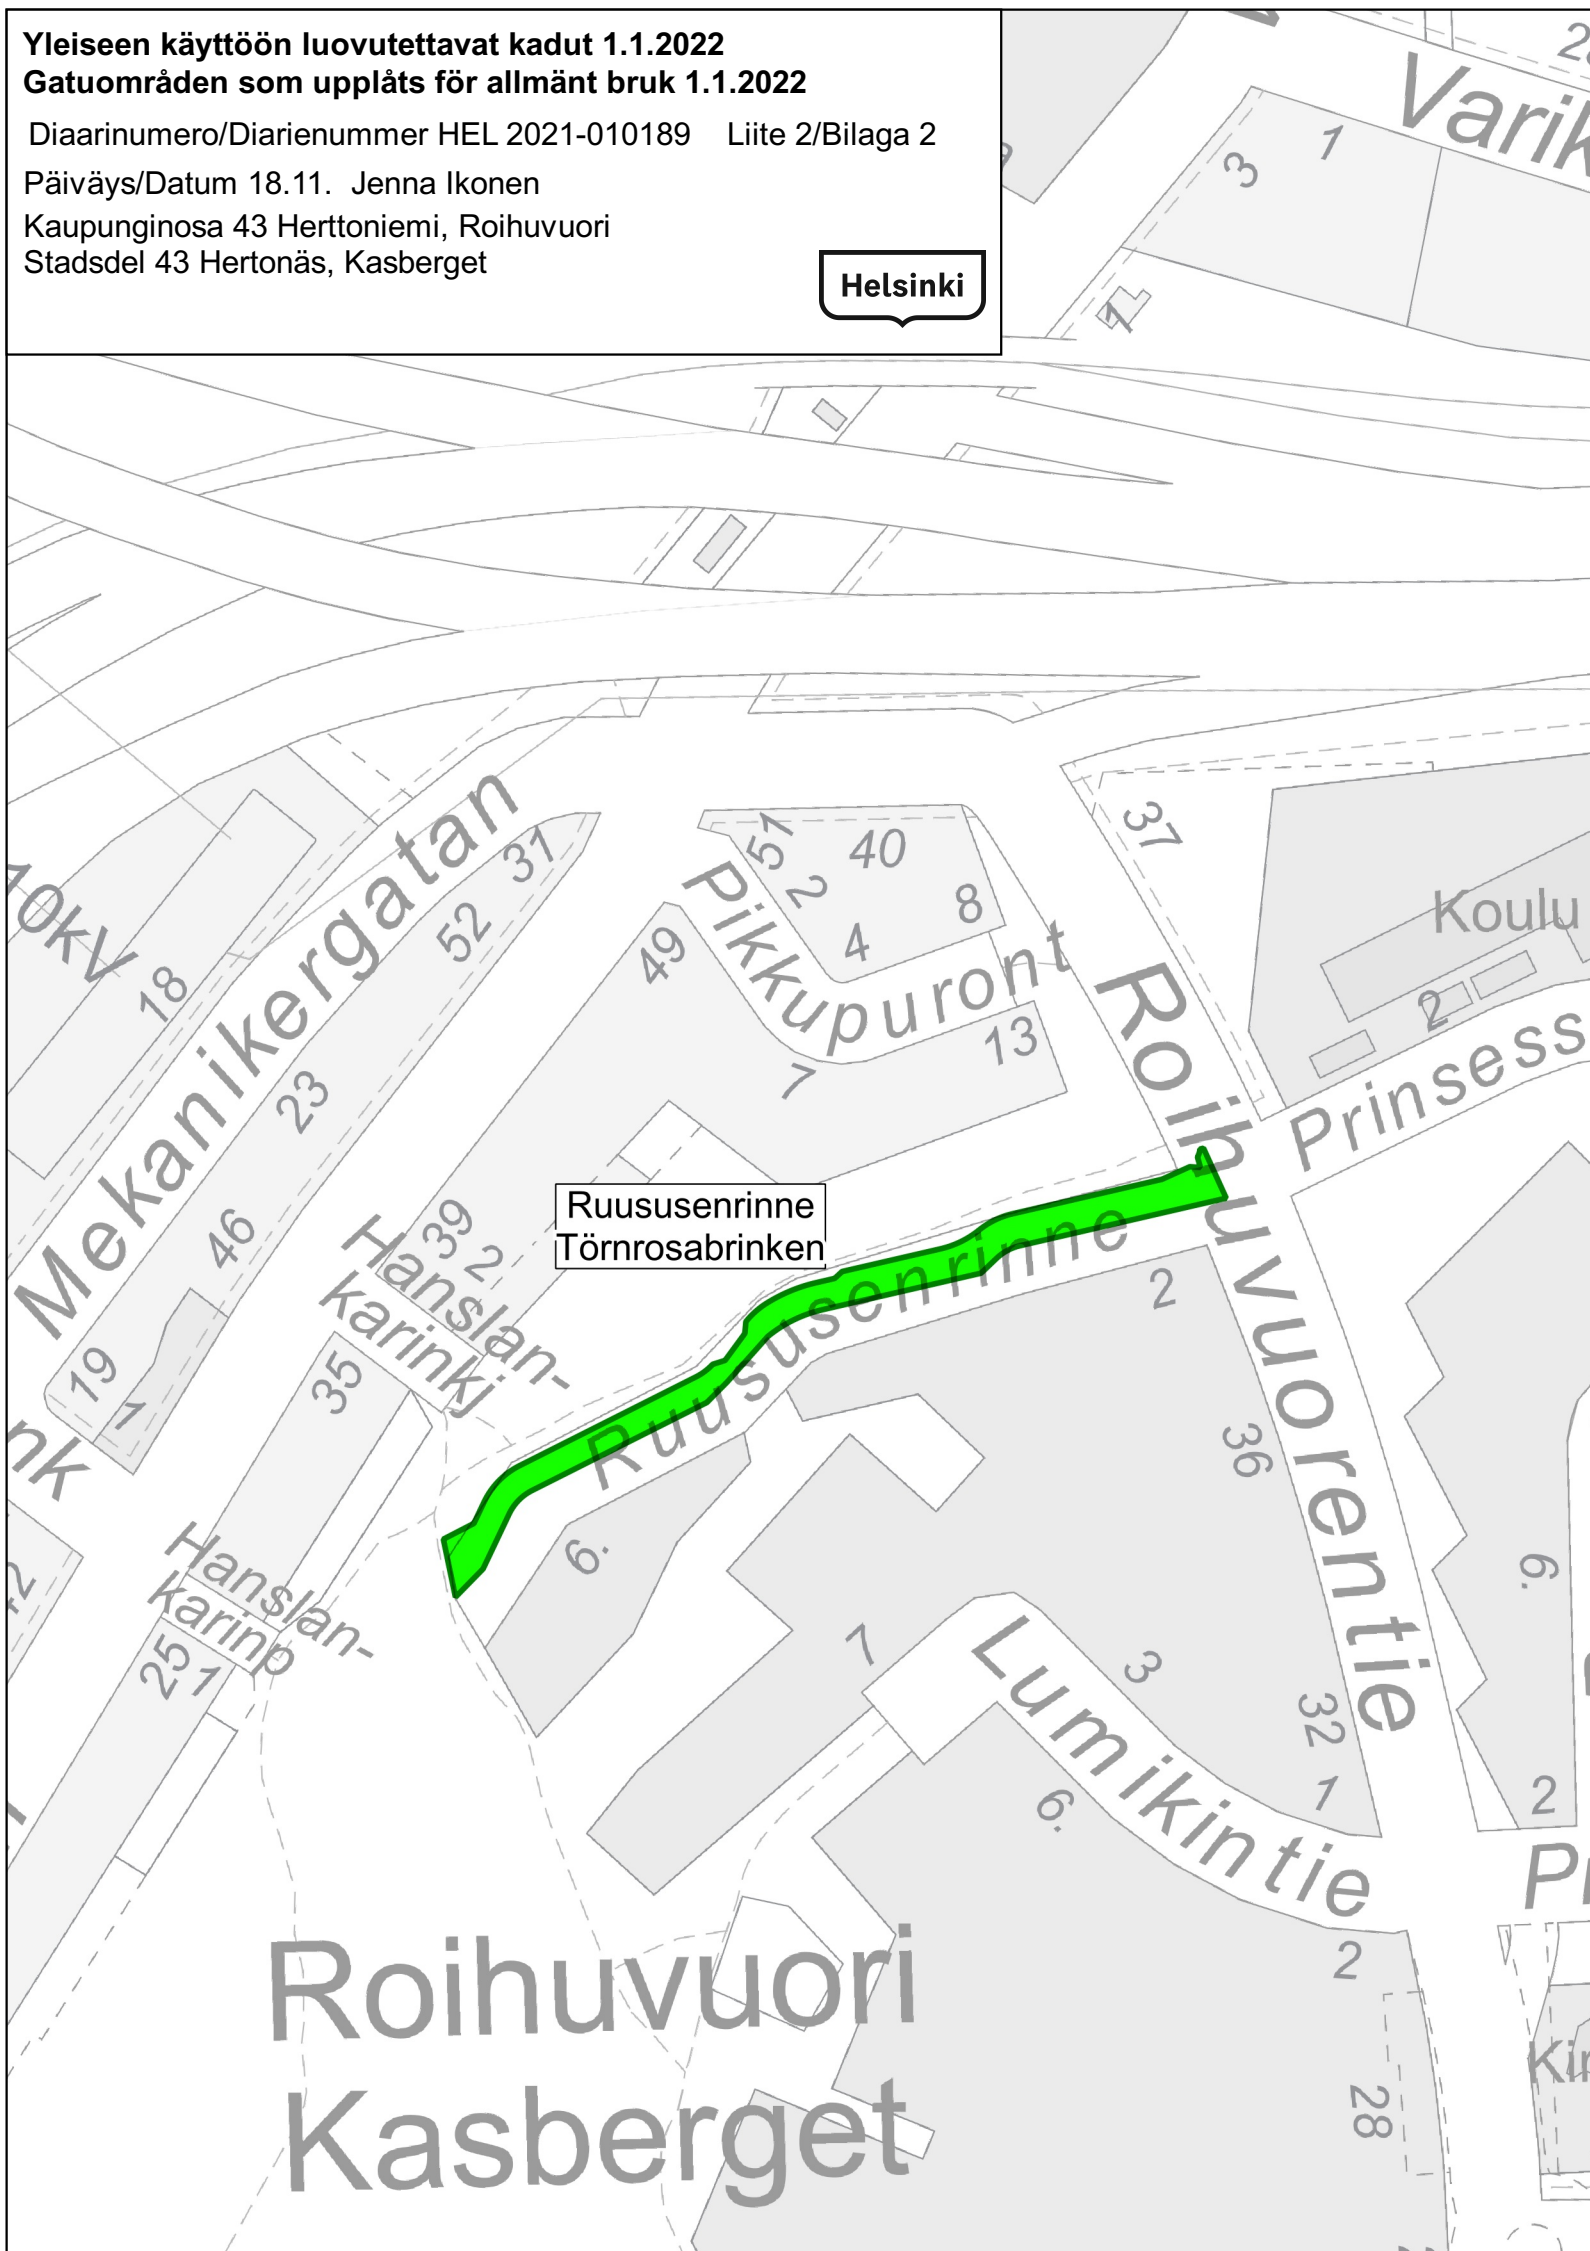 Yleiseen käyttöön luovutettavat kadut 1.1.2022
Gatuområden som upplåts för allmänt bruk 1.1.2022
Diaarinumero/Diarienummer HEL 2021-010189 Liite 2/Bilaga 2
Päiväys/Datum 18.11. Jenna Ikonen
Kaupunginosa 43 Herttoniemi, Roihuvuori
Stadsdel 43 Hertonäs, Kasberget
Helsinki
Varik
3
1
1
Mekanikergatan
31
52
23
46
19
1
10kV
18
51
2
40
8
4
Pikkupuront
49
7
13
37
Koulu
2
Prinsess
Roihuvuorentie
Ruususenrinne
Törnrosabrinken
39
2
Hanslan-
karinkj
35
Ruususenrinne
2
36
nk
6.
Hanslan-
karinp
25
1
7
3
Lumikintie
32
1
6.
6.
2
2
28
Roihuvuori
Kasberget